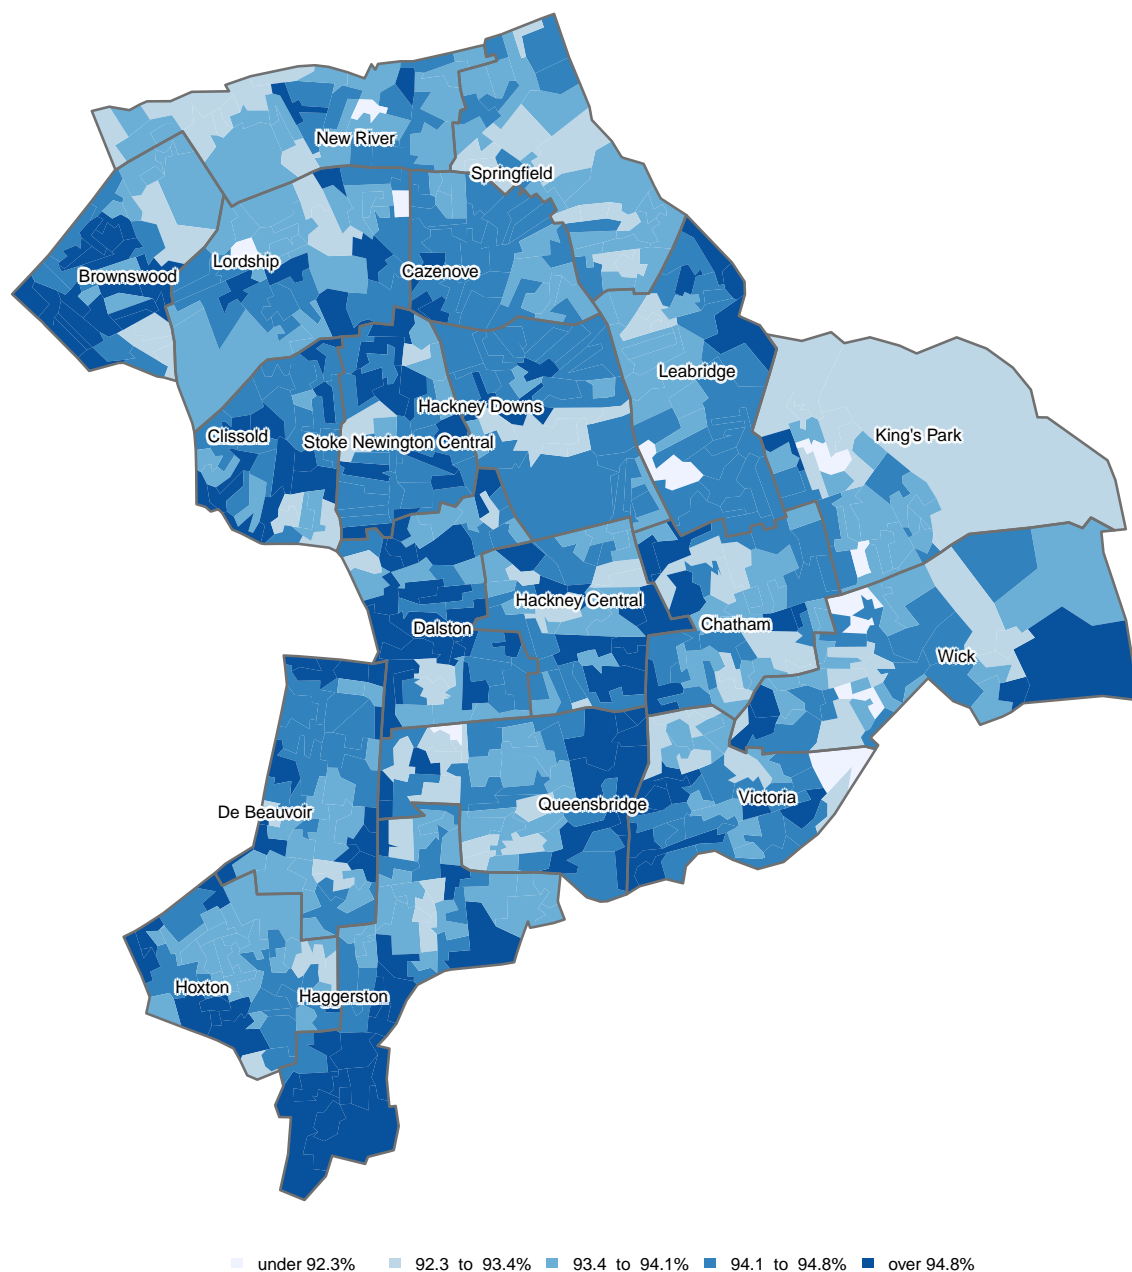 New River
Springfield
Lordship
Cazenove
Brownswood
Leabridge
Hackney Downs
Clissold
Stoke Newington Central
King's Park
Hackney Central
Chatham
Dalston
Wick
Victoria
Queensbridge
De Beauvoir
Hoxton
Haggerston
under 92.3% 92.3 to 93.4% 93.4 to 94.1% 94.1 to 94.8% over 94.8%